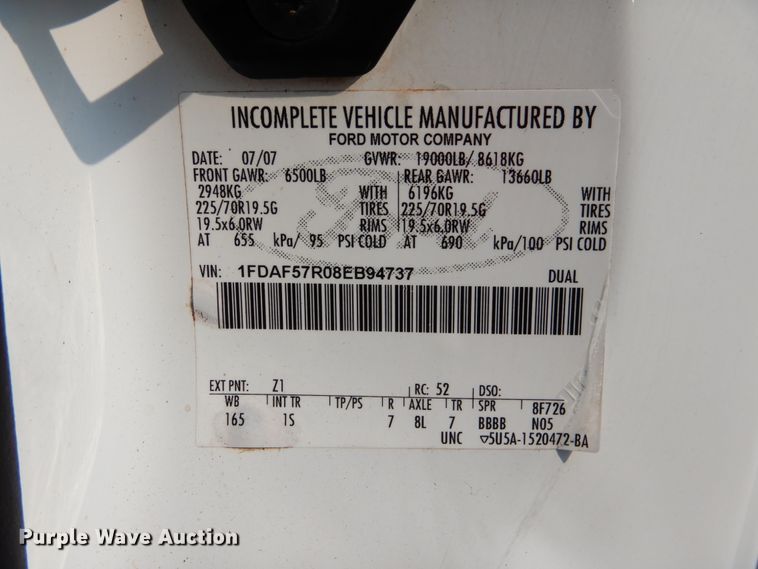 INCOMPLETE VEHICLE MANUFACTURED BY
FORD MOTOR COMPANY
DATE: 07/07 GVWR: 19000LB/ 8618KG
FRONT GAWR: 6500LB REAR GAWR: 13660LB
2948KG WITH 6196KG WITH
225/70R19.5G TIRES 225/70R19.5G TIRES
19.5x6.0RW RIMS 19.5x6.0RW RIMS
AT 655 kPa/ 95 PSI COLD AT 690 kPa/100 PSI COLD
VIN: 1FDAF57R08EB94737 DUAL
EXT PNT: Z1 RC: 52 DSO:
WB INT TR TP/PS R AXLE TR SPR 8F726
165 1S 7 8L 7 BBBB N05
UNC ▽5U5A-1520472-BA
Purple Wave Auction